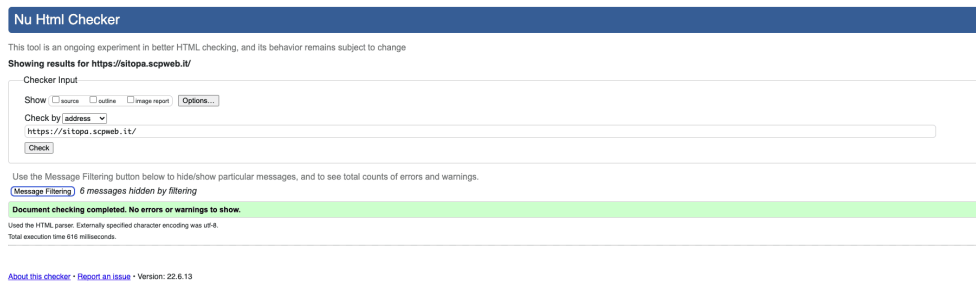 Nu Html Checker
This tool is an ongoing experiment in better HTML checking, and its behavior remains subject to change
Showing results for https://sitopa.scpweb.it/
Checker Input
Show source outline image report Options...
Check by address
https://sitopa.scpweb.it/
Check
Use the Message Filtering button below to hide/show particular messages, and to see total counts of errors and warnings.
Message Filtering 6 messages hidden by filtering
Document checking completed. No errors or warnings to show.
Used the HTML parser. Externally specified character encoding was utf-8.
Total execution time 616 milliseconds.
About this checker • Report an issue • Version: 22.6.13